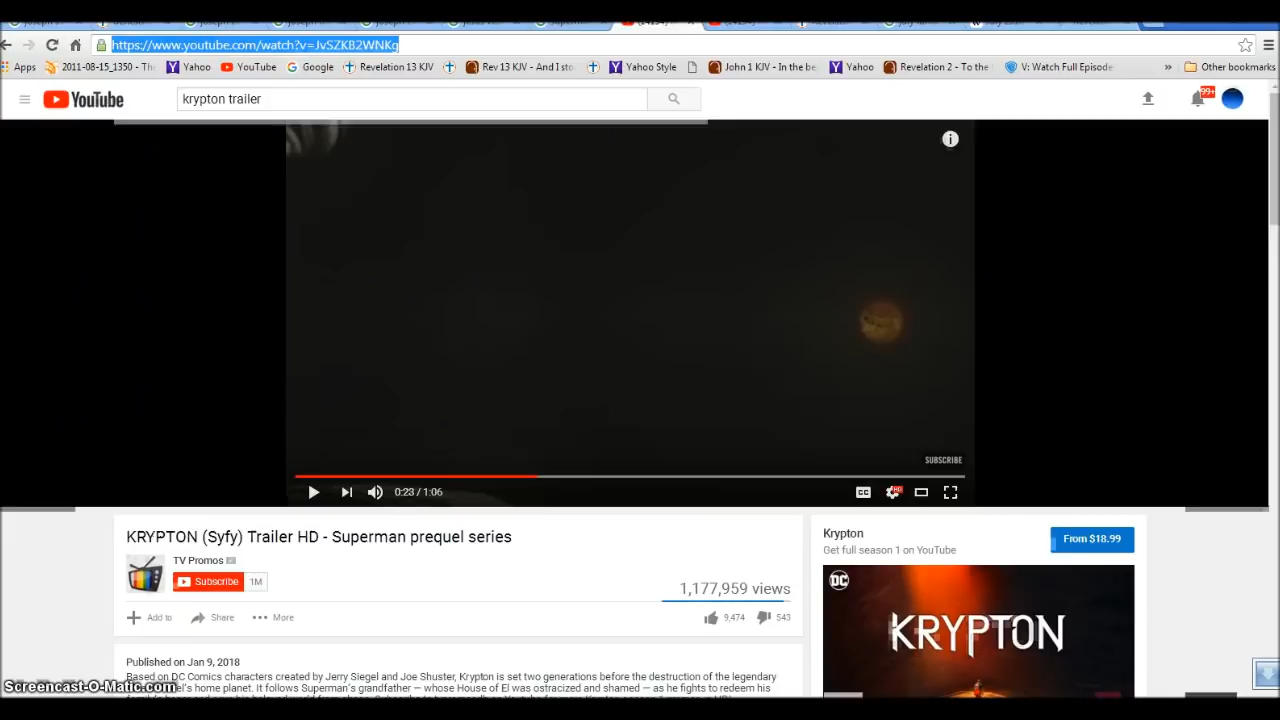 https://www.youtube.com/watch?v=JvSZKB2WNKg
Apps 2011-08-15_1350 - Th Yahoo YouTube Google Revelation 13 KJV Rev 13 KJV - And I sto Yahoo Style John 1 KJV - In the be Yahoo Revelation 2 - To the V: Watch Full Episode » Other bookmarks
YouTube krypton trailer 99+
i
SUBSCRIBE
0:23 / 1:06 CC HD
KRYPTON (Syfy) Trailer HD - Superman prequel series
TV Promos
Subscribe 1M
1,177,959 views
Add to Share More 9,474 543
Published on Jan 9, 2018
Based on DC Comics characters created by Jerry Siegel and Joe Shuster, Krypton is set two generations before the destruction of the legendary
el's home planet. It follows Superman's grandfather — whose House of El was ostracized and shamed — as he fights to redeem his
Krypton
Get full season 1 on YouTube
From $18.99
DC
KRYPTON
Screencast-O-Matic.com